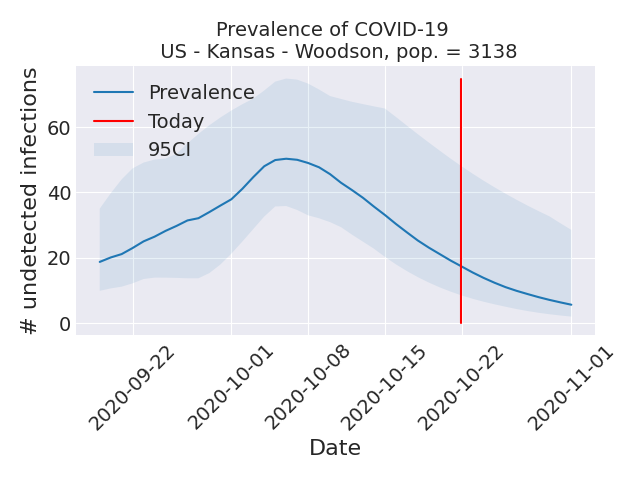 Prevalence of COVID-19
US - Kansas - Woodson, pop. = 3138
# undetected infections
60
40
20
0
Prevalence
Today
95CI
2020-09-22
2020-10-01
2020-10-08
2020-10-15
2020-10-22
2020-11-01
Date